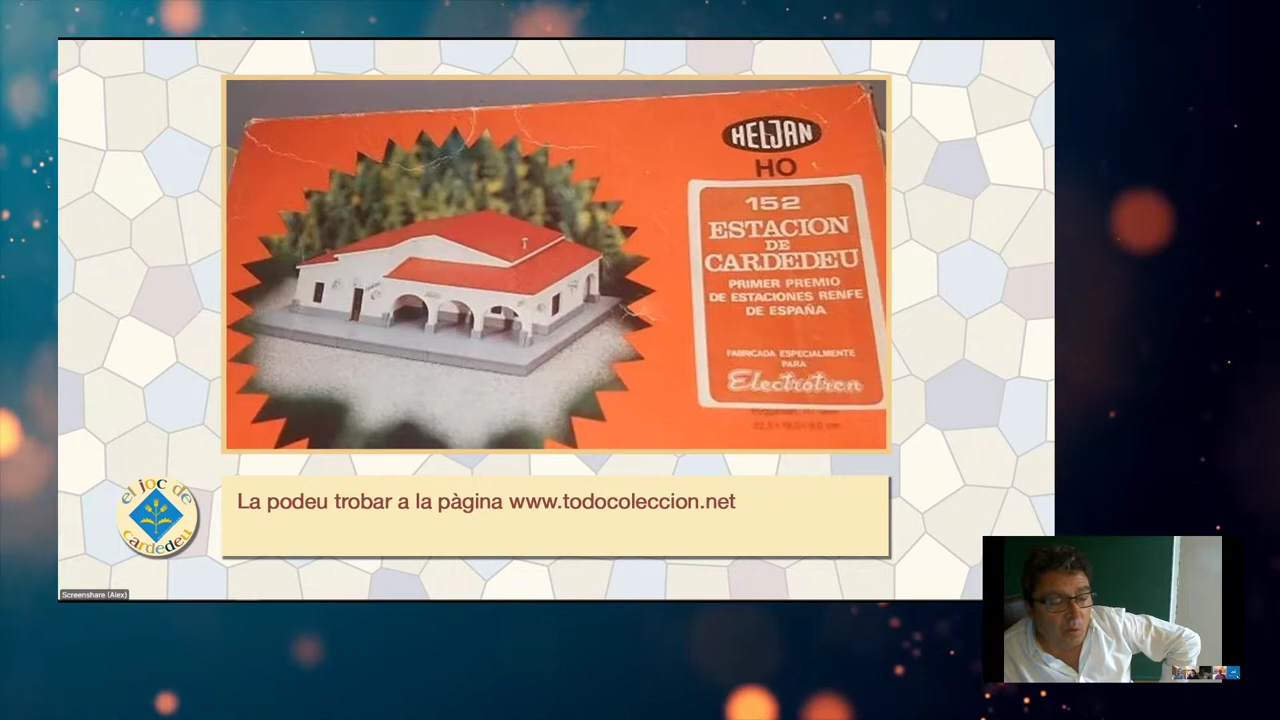 HELJAN
HO
152
ESTACION
DE
CARDEDEU
PRIMER PREMIO
DE ESTACIONES RENFE
DE ESPAÑA
FABRICADA ESPECIALMENTE
PARA
Electrotren
el joc de
cardedeu
La podeu trobar a la pàgina www.todocoleccion.net
Screenshare (Alex)